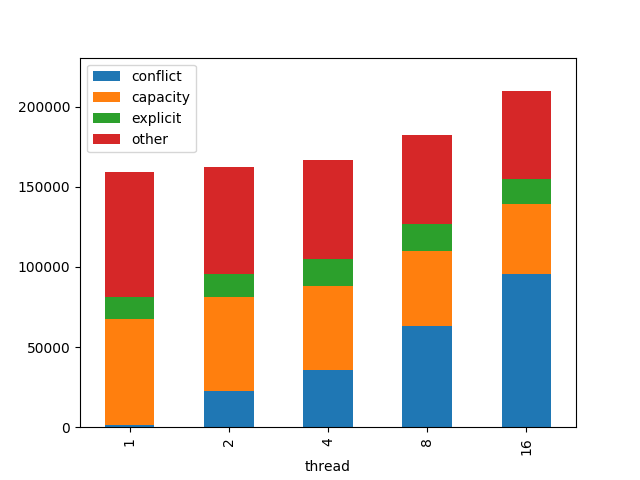 conflict
capacity
explicit
other
200000
150000
100000
50000
0
1
2
4
8
16
thread